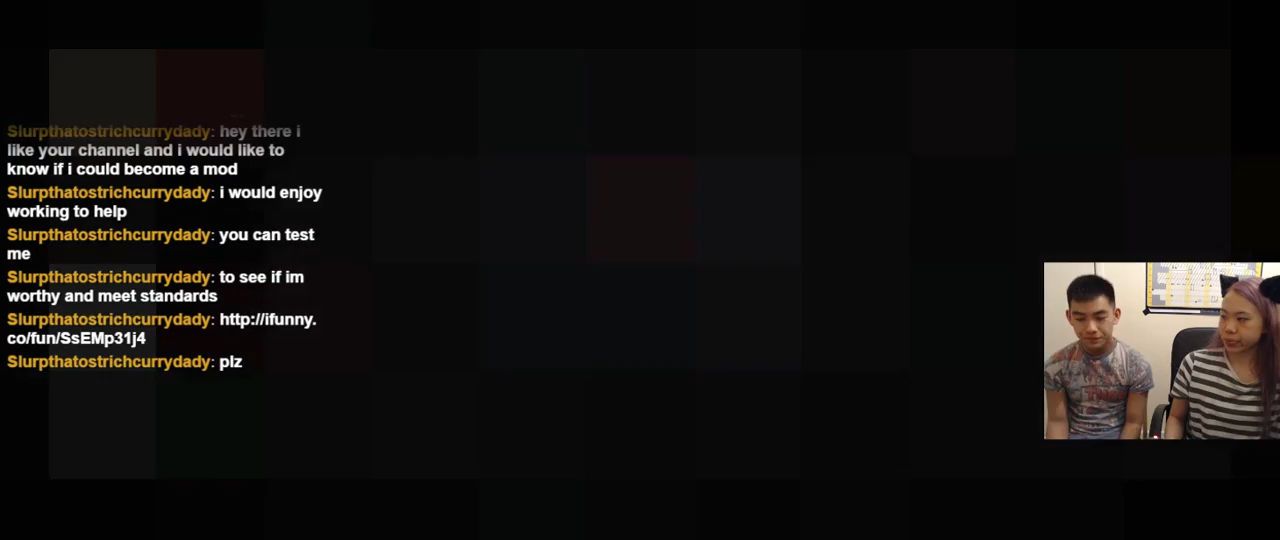 Slurpthatostrichcurrydady: hey there i
like your channel and i would like to
know if i could become a mod
Slurpthatostrichcurrydady: i would enjoy
working to help
Slurpthatostrichcurrydady: you can test
me
Slurpthatostrichcurrydady: to see if im
worthy and meet standards
Slurpthatostrichcurrydady: http://ifunny.
co/fun/SsEMp31j4
Slurpthatostrichcurrydady: plz